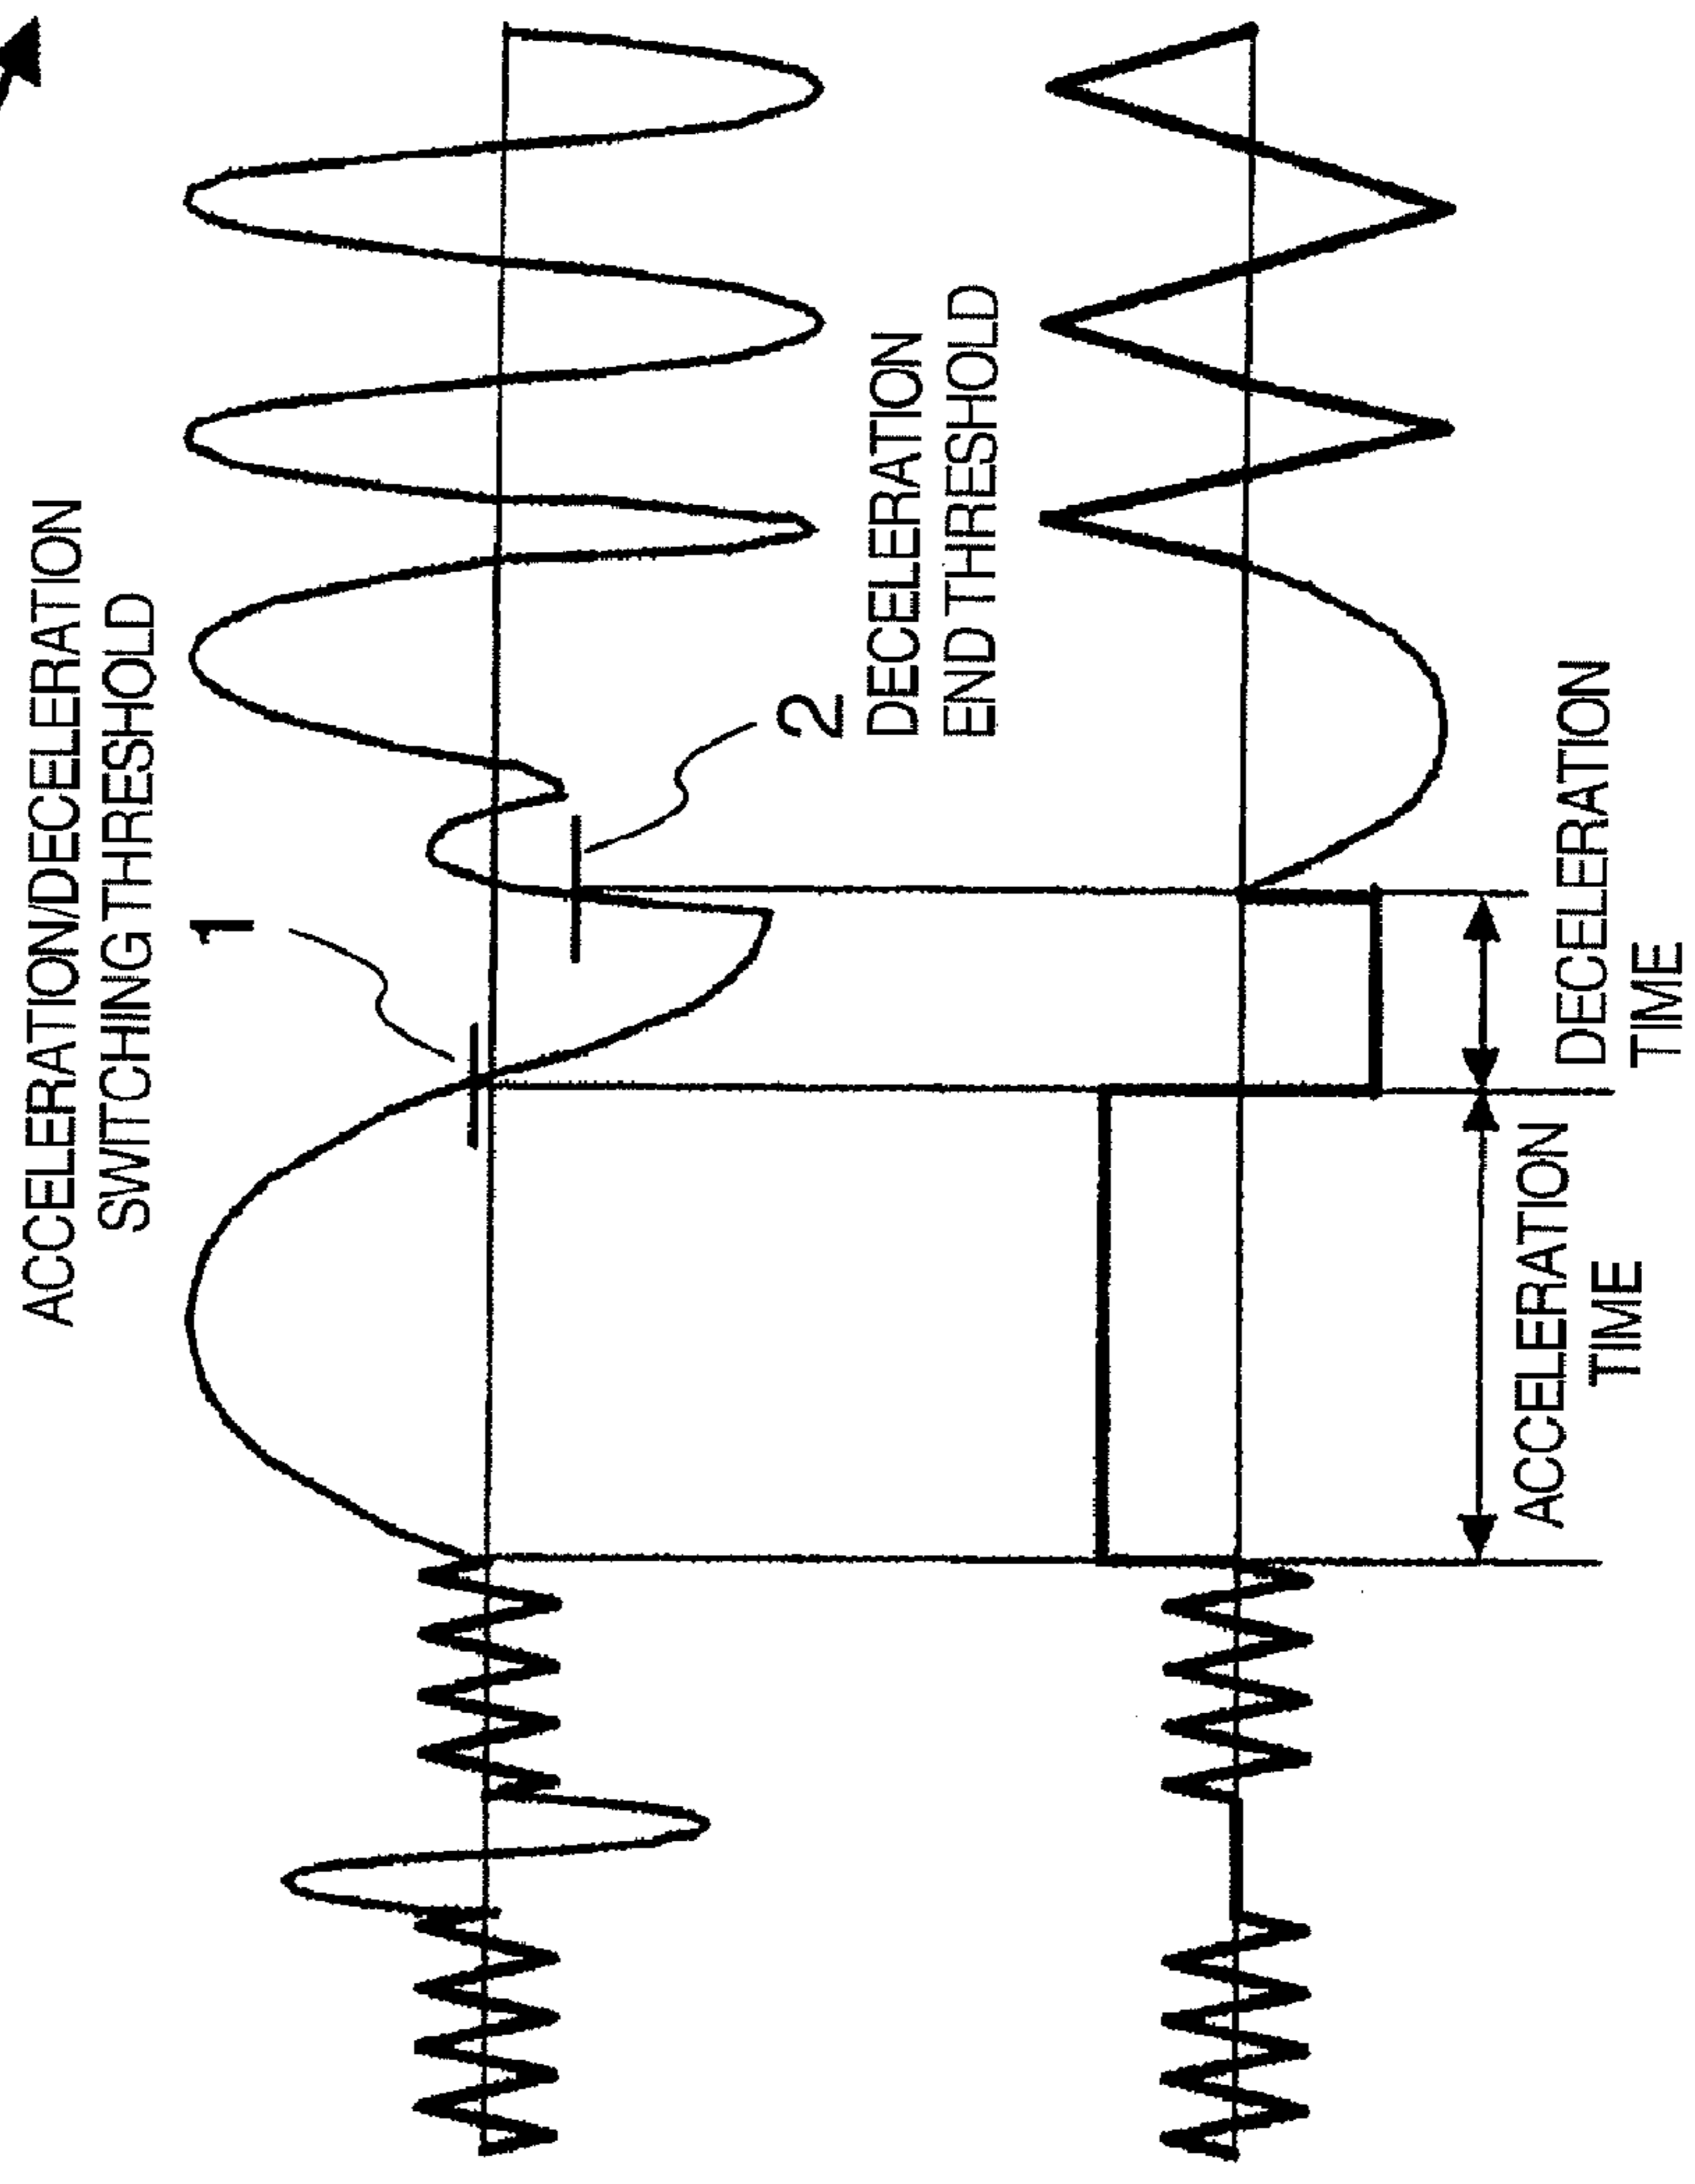 ACCELERATION/DECELERATION
SWITCHING THRESHOLD
1
2
DECELERATION
END THRESHOLD
ACCELERATION
TIME
DECELERATION
TIME